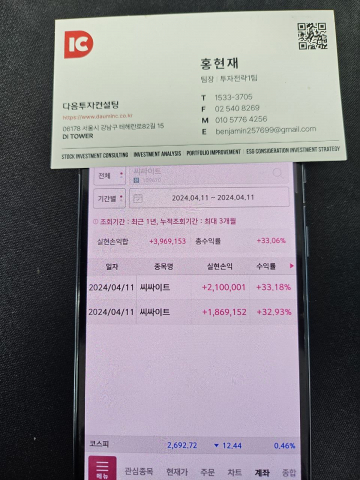 IC
홍현재
팀장 · 투자전략1팀
다움투자컨설팅
https://www.dauminc.co.kr
06178 서울시 강남구 테헤란로82길 15
DI TOWER
T 1533-3705
F 02 540 8269
M 010 5776 4256
E benjamin257699@gmail.com
STOCK INVESTMENT CONSULTING INVESTMENT ANALYSIS PORTFOLIO IMPROVEMENT ESG CONSIDERATION INVESTMENT STRATEGY
전체 씨싸이트
기간별 2024.04.11 ~ 2024.04.11
조회기간 : 최근 1년, 누적조회기간 : 최대 3개월
실현손익합 +3,969,153 총수익률 +33.06%
일자 종목명 실현손익 수익률
2024/04/11 씨싸이트 +2,100,001 +33.18%
2024/04/11 씨싸이트 +1,869,152 +32.93%
코스피 2,692.72 ▼ 12.44 0.46%
메뉴 관심종목 현재가 주문 차트 계좌 종합